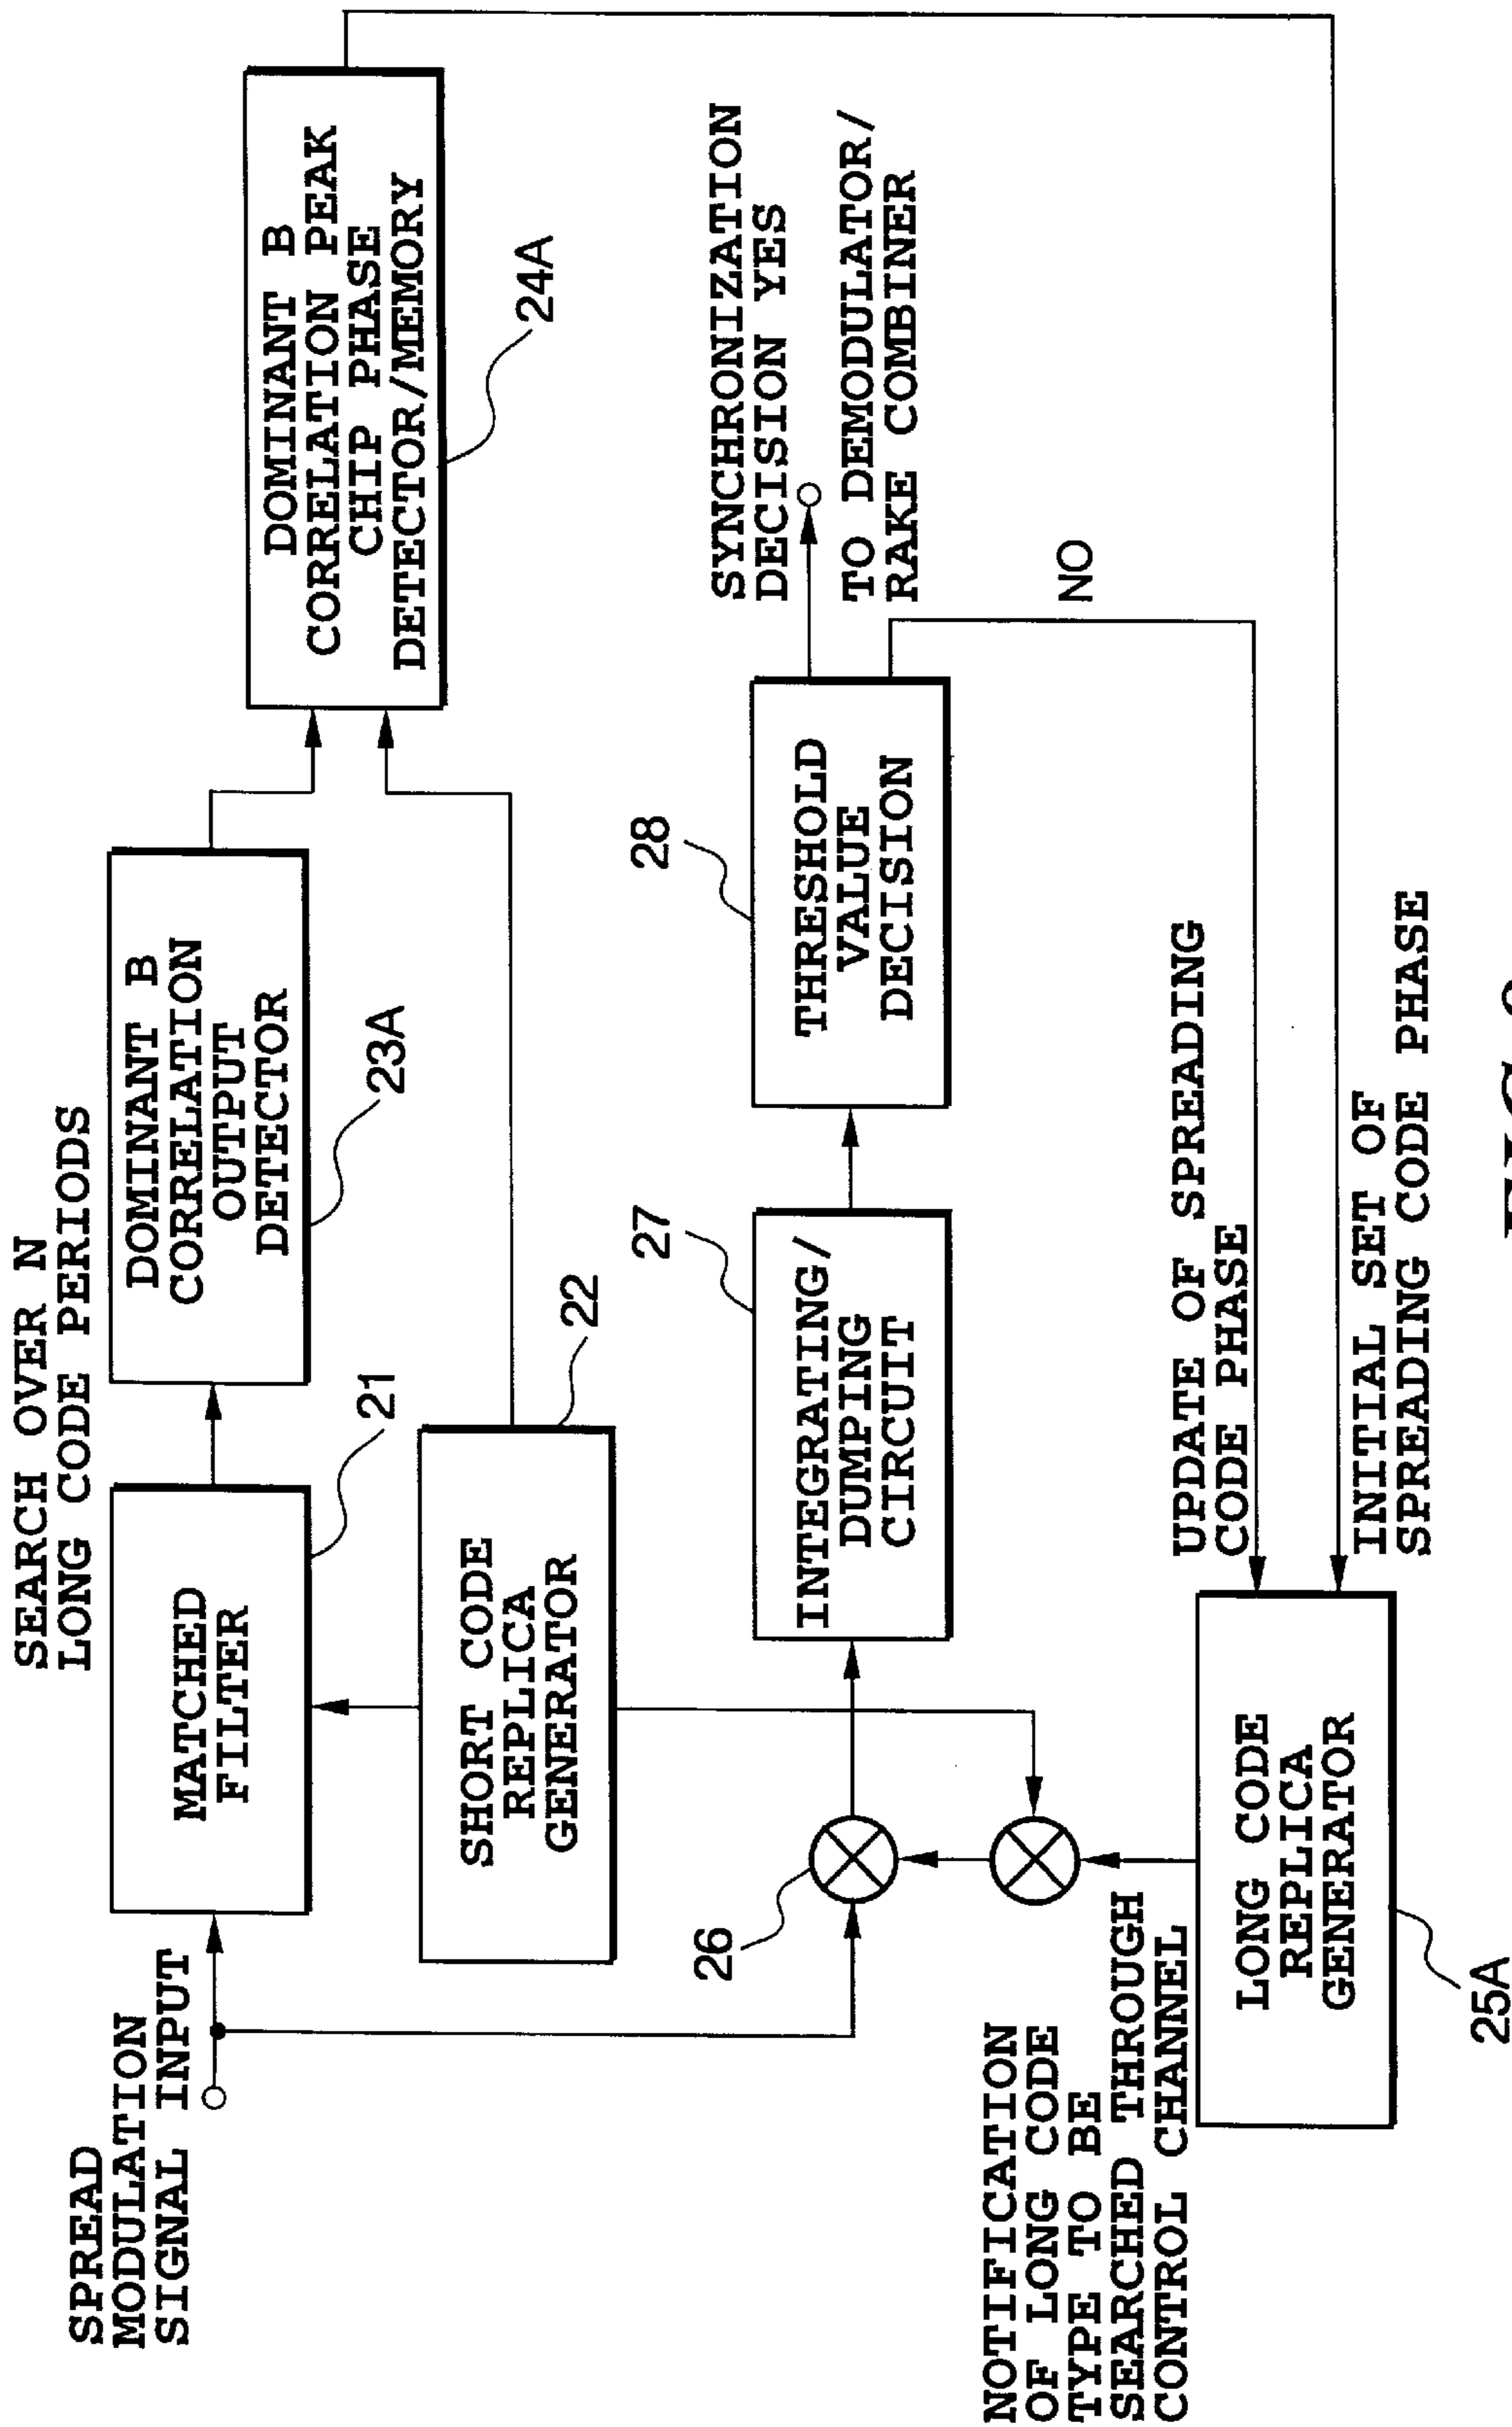 SEARCH OVER N
LONG CODE PERIODS
SPREAD
MODULATION
SIGNAL INPUT
MATCHED
FILTER
21
DOMINANT B
CORRELATION
OUTPUT
DETECTOR
23A
DOMINANT B
CORRELATION PEAK
CHIP PHASE
DETECTOR/MEMORY
24A
SHORT CODE
REPLICA
GENERATOR
22
26
INTEGRATING/
DUMPING
CIRCUIT
27
THRESHOLD
VALUE
DECISION
28
SYNCHRONIZATION
DECISION YES
TO DEMODULATOR/
RAKE COMBINER
NO
NOTIFICATION
OF LONG CODE
TYPE TO BE
SEARCHED THROUGH
CONTROL CHANNEL
LONG CODE
REPLICA
GENERATOR
25A
UPDATE OF SPREADING
CODE PHASE
INITIAL SET OF
SPREADING CODE PHASE